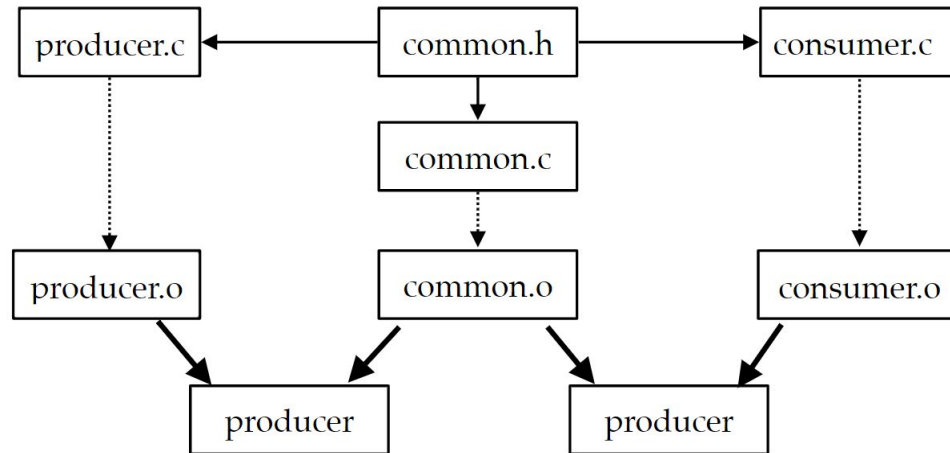 producer.c
common.h
consumer.c
common.c
producer.o
common.o
consumer.o
producer
producer